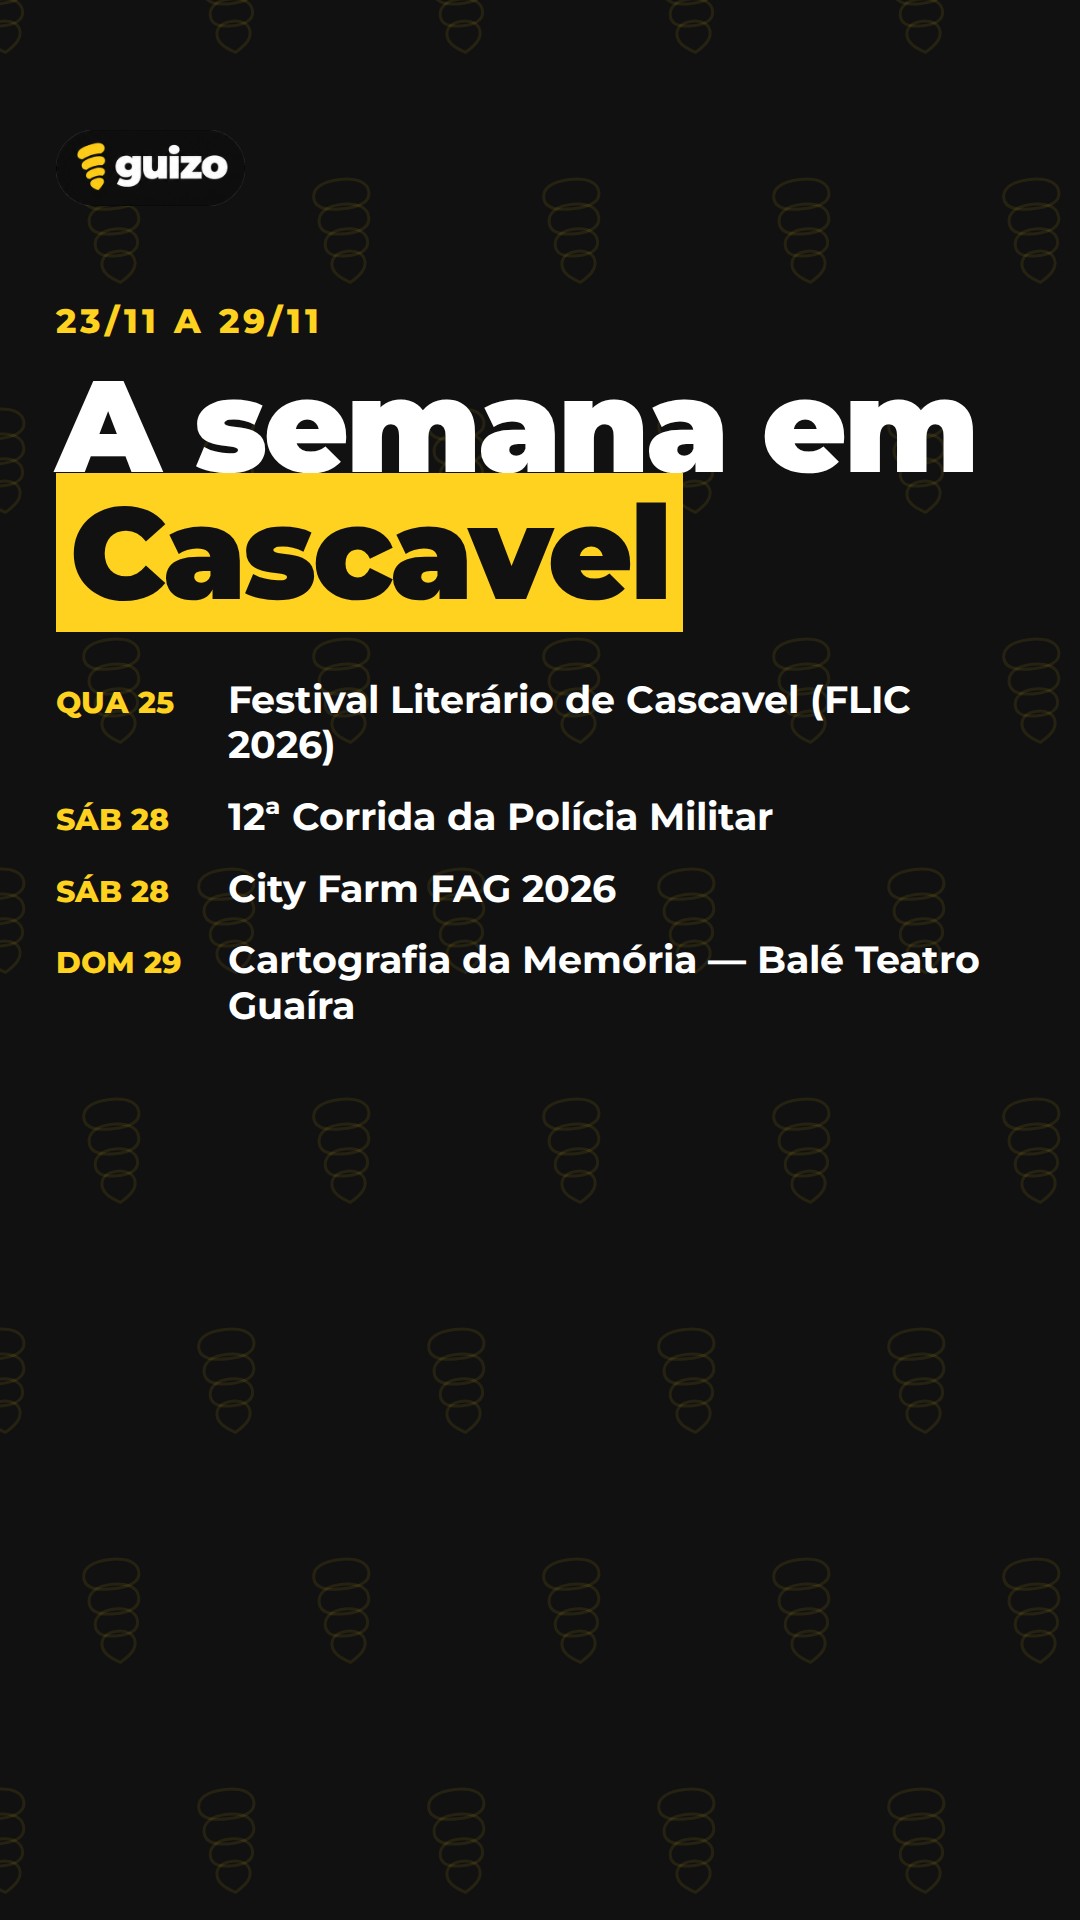 guizo
23/11 A 29/11
A semana em
Cascavel
QUA 25 Festival Literário de Cascavel (FLIC
2026)
SÁB 28 12ª Corrida da Polícia Militar
SÁB 28 City Farm FAG 2026
DOM 29 Cartografia da Memória — Balé Teatro
Guaíra